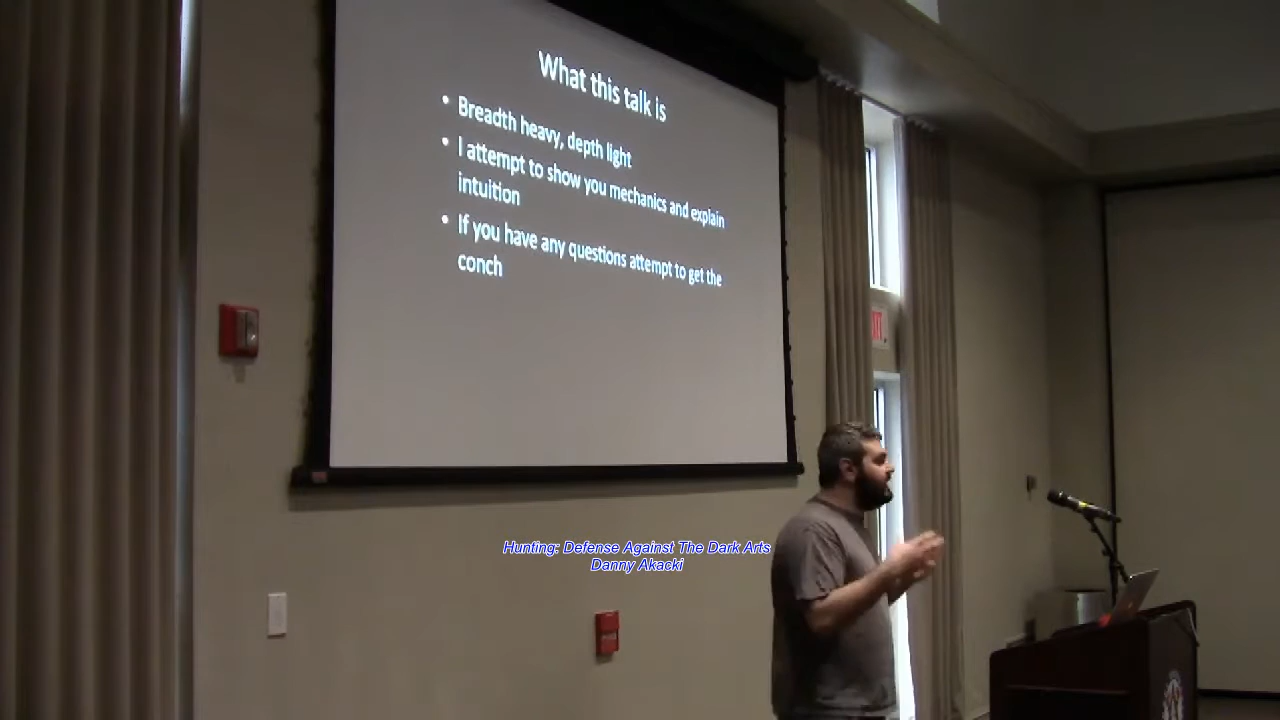 What this talk is
• Breadth heavy, depth light
• I attempt to show you mechanics and explain
intuition
• If you have any questions attempt to get the
conch
Hunting: Defense Against The Dark Arts
Danny Akacki